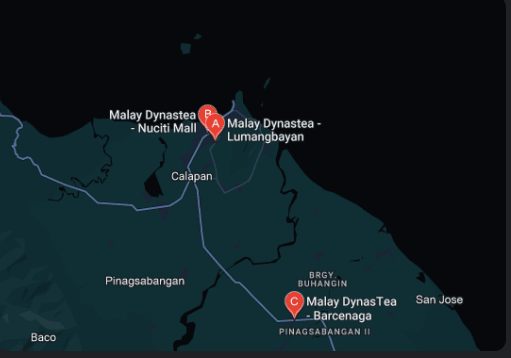 Malay Dynastea
- Nuciti Mall
B
A
Malay Dynastea -
Lumangbayan
Calapan
Pinagsabangan
BRGY.
BUHANGIN
C
Malay DynasTea
- Barcenaga
San Jose
PINAGSABANGAN II
Baco